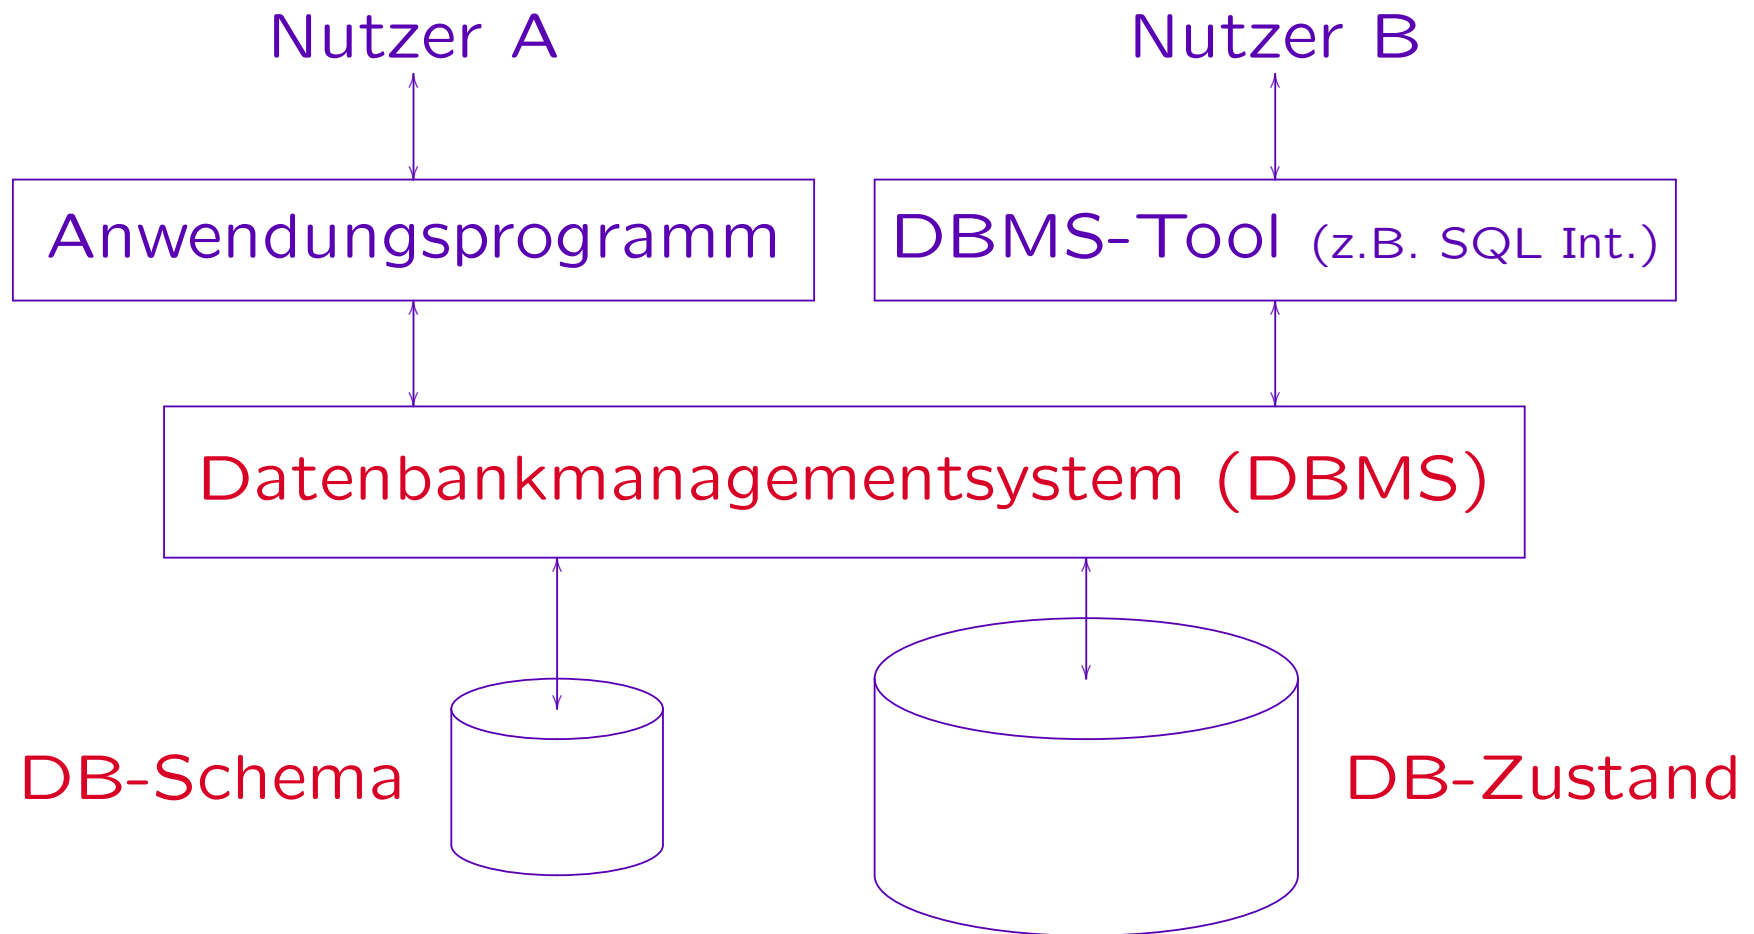 Nutzer A
Nutzer B
Anwendungsprogramm
DBMS-Tool (z.B. SQL Int.)
Datenbankmanagementsystem (DBMS)
DB-Schema
DB-Zustand